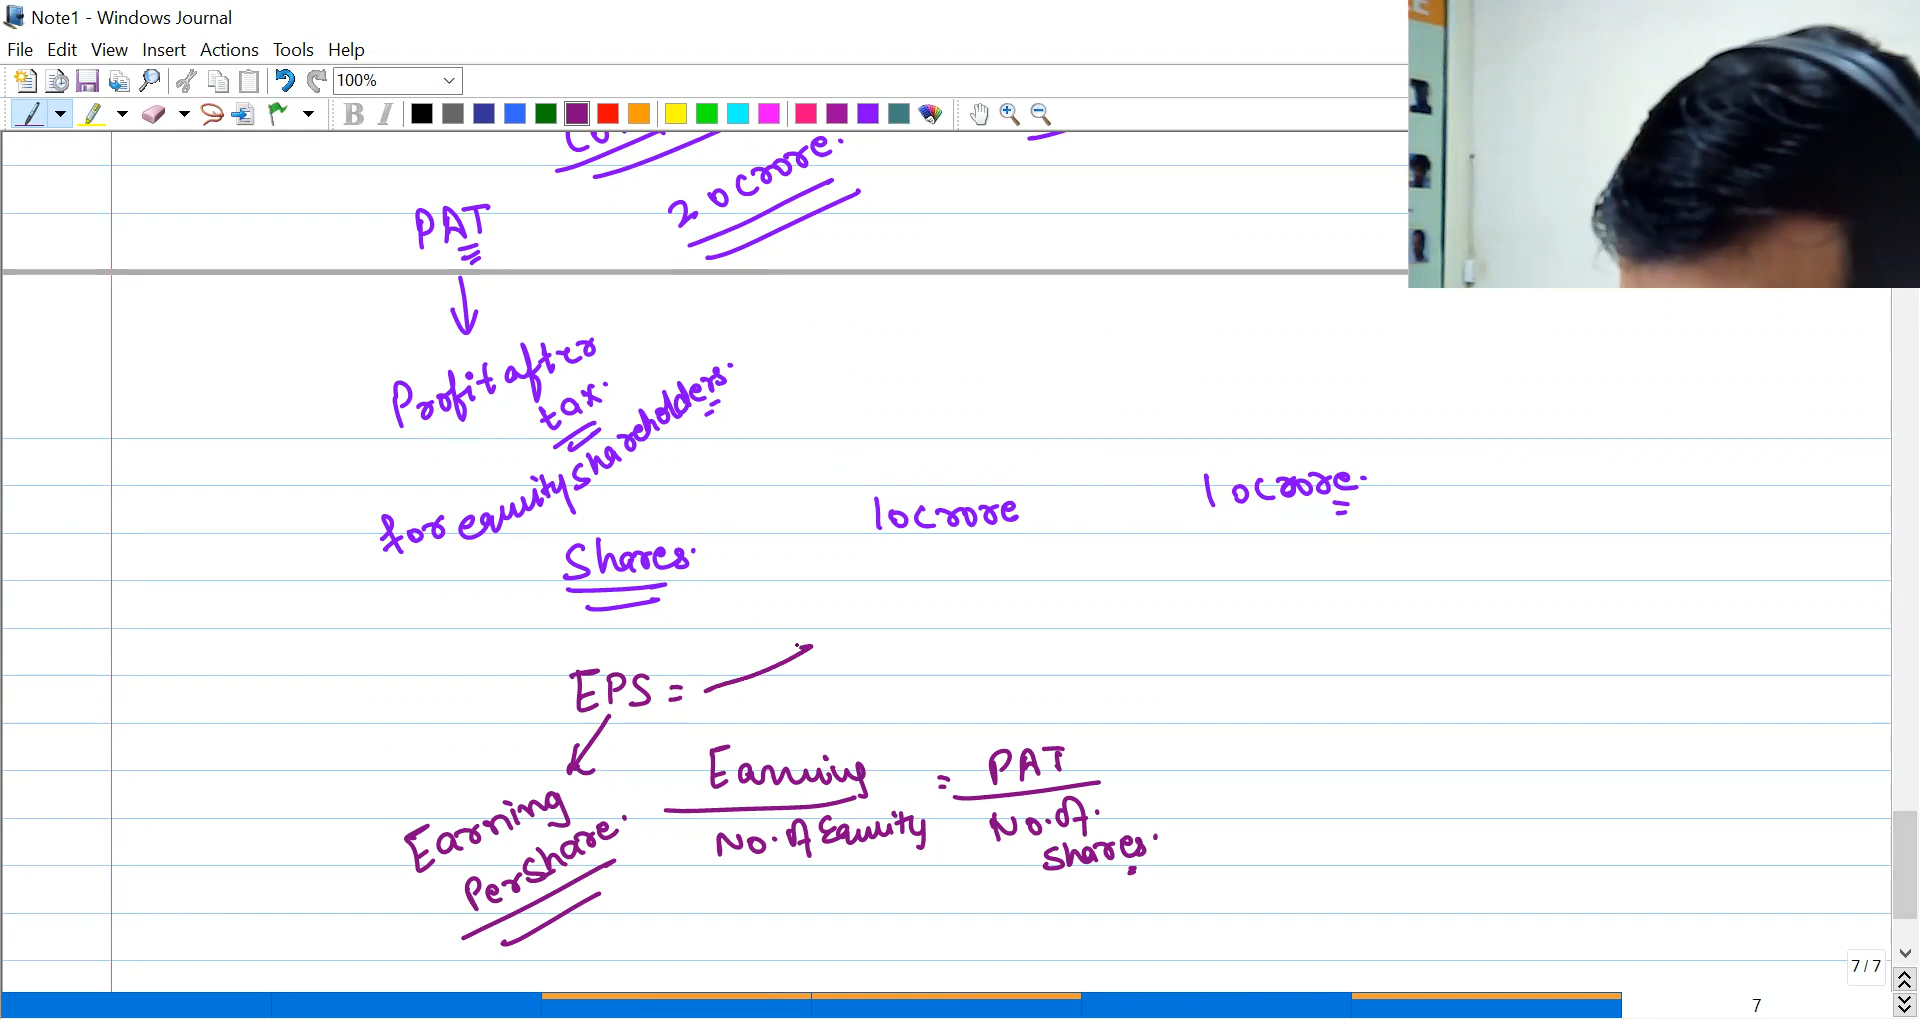 Note1 - Windows Journal
File Edit View Insert Actions Tools Help
100%
B I
20 crore.
PAT
Profit after
tax.
for equity shareholders.
Shares.
10 crore
10 crore.
EPS =
Earning
Per Share.
Earning
No. of Equity
= PAT
No. of.
Shares.
7 / 7
7